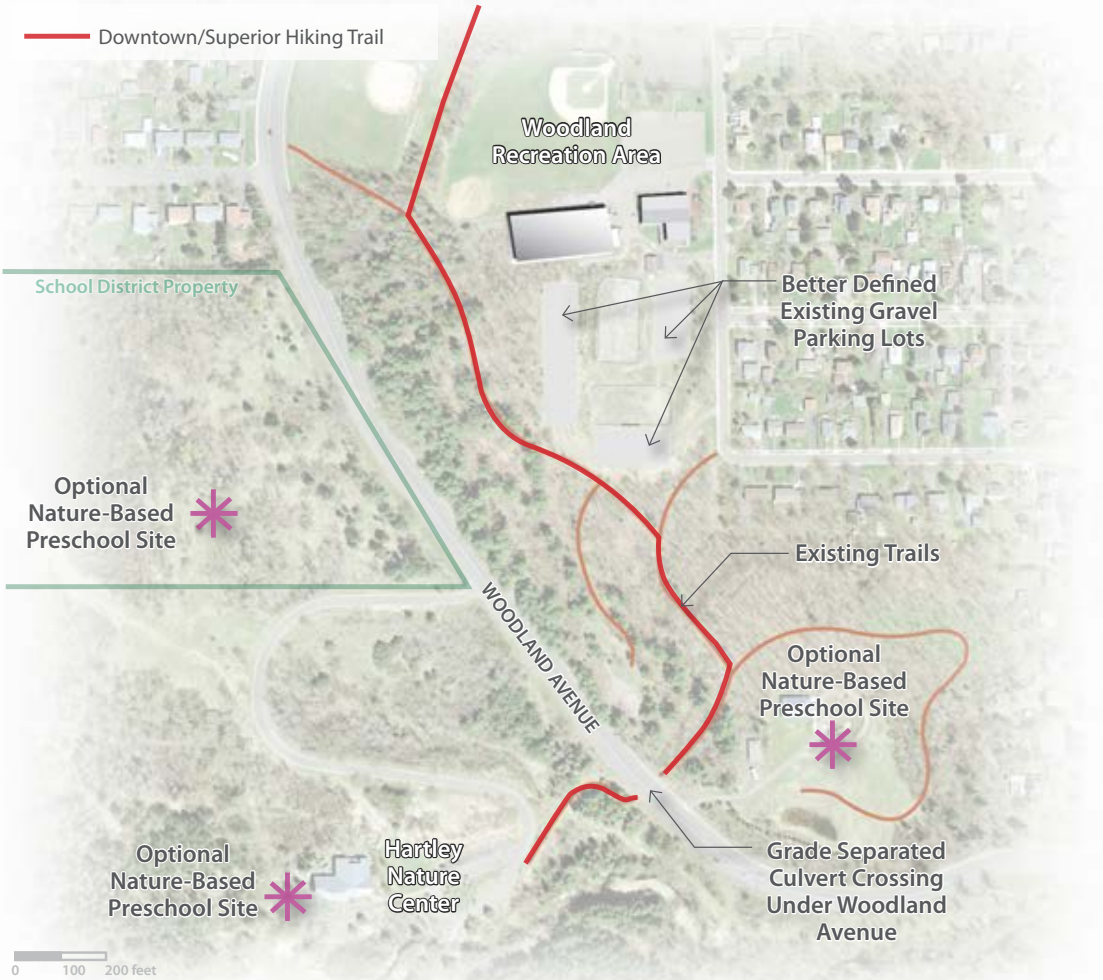 Downtown/Superior Hiking Trail
Woodland
Recreation Area
School District Property
Better Defined
Existing Gravel
Parking Lots
Optional
Nature-Based
Preschool Site
Existing Trails
WOODLAND AVENUE
Optional
Nature-Based
Preschool Site
Optional
Nature-Based
Preschool Site
Hartley
Nature
Center
Grade Separated
Culvert Crossing
Under Woodland
Avenue
0 100 200 feet